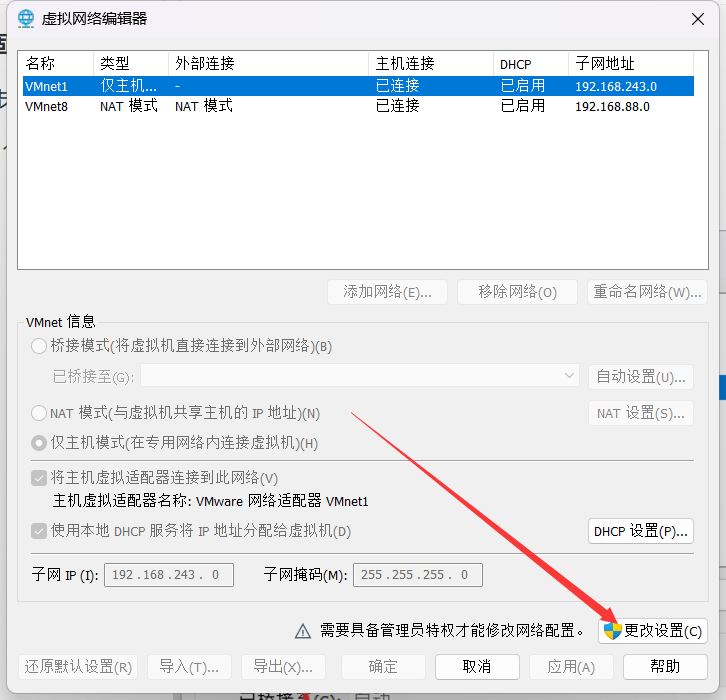 虚拟网络编辑器
名称 类型 外部连接 主机连接 DHCP 子网地址
VMnet1 仅主机... - 已连接 已启用 192.168.243.0
VMnet8 NAT 模式 NAT 模式 已连接 已启用 192.168.88.0
添加网络(E)... 移除网络(O) 重命名网络(W)...
VMnet 信息
桥接模式(将虚拟机直接连接到外部网络)(B)
已桥接至(G): 自动设置(U)...
NAT 模式(与虚拟机共享主机的 IP 地址)(N) NAT 设置(S)...
仅主机模式(在专用网络内连接虚拟机)(H)
将主机虚拟适配器连接到此网络(V)
主机虚拟适配器名称: VMware 网络适配器 VMnet1
使用本地 DHCP 服务将 IP 地址分配给虚拟机(D) DHCP 设置(P)...
子网 IP (I): 192 . 168 . 243 . 0 子网掩码(M): 255 . 255 . 255 . 0
需要具备管理员特权才能修改网络配置。 更改设置(C)
还原默认设置(R) 导入(T)... 导出(X)... 确定 取消 应用(A) 帮助